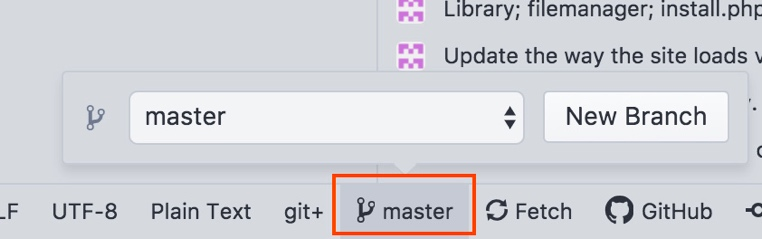 Library; filemanager; install.php
Update the way the site loads v
master
New Branch
LF UTF-8 Plain Text git+ master Fetch GitHub